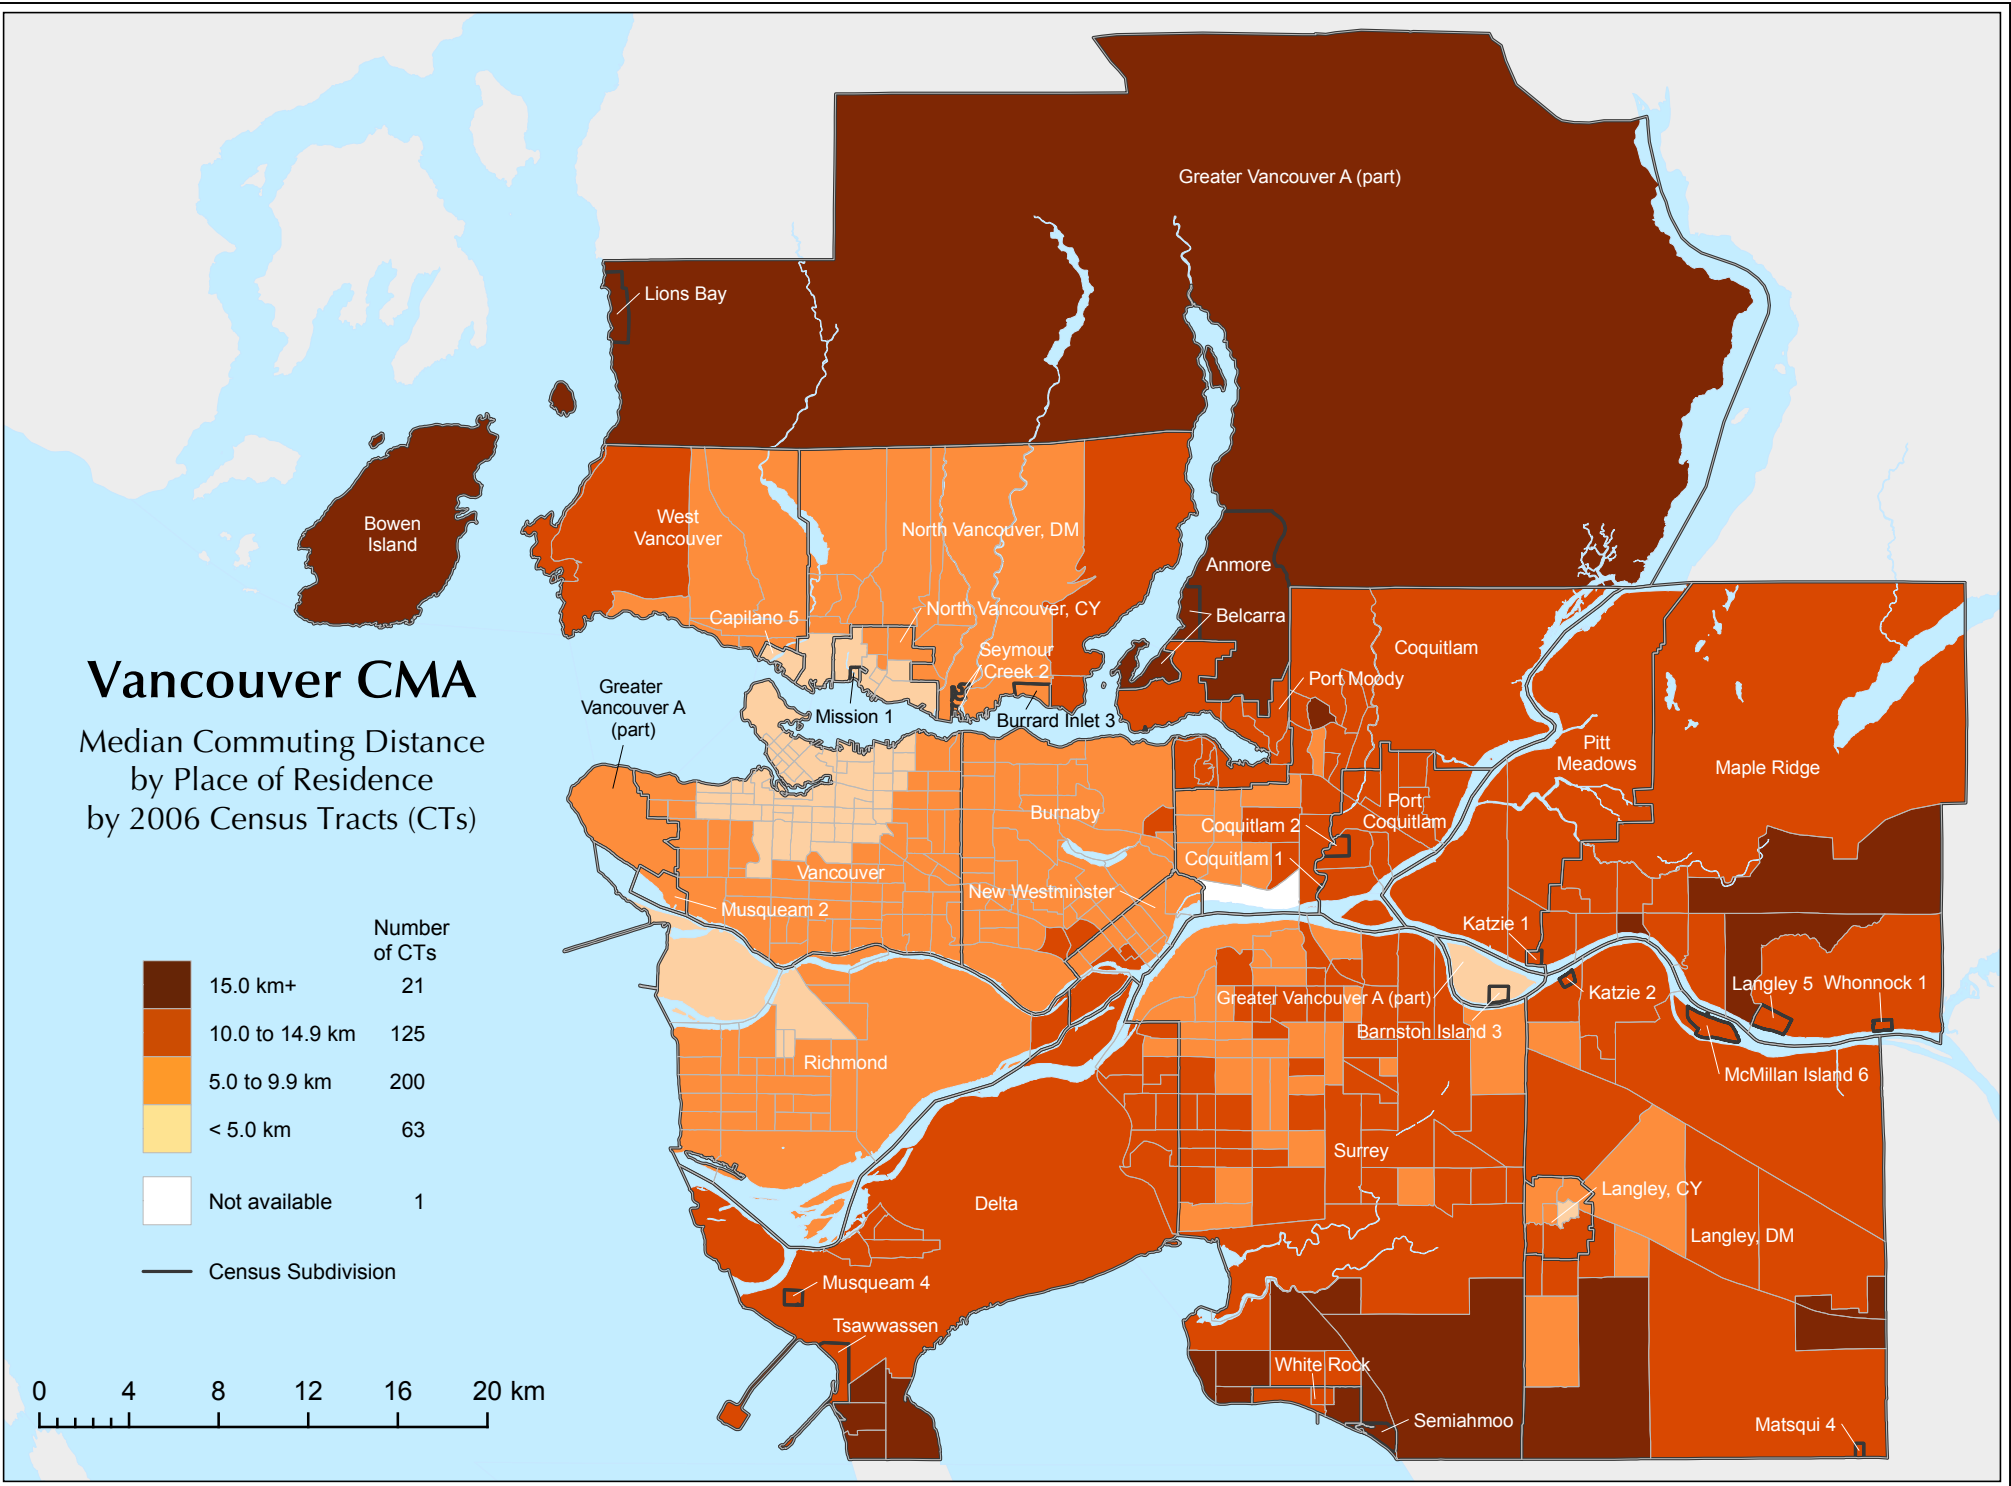 Greater Vancouver A (part)
Lions Bay
Bowen
Island
West
Vancouver
North Vancouver, DM
Anmore
North Vancouver, CY
Capilano 5
Belcarra
Seymour
Creek 2
Coquitlam
Port Moody
Vancouver CMA
Median Commuting Distance
by Place of Residence
by 2006 Census Tracts (CTs)
Greater
Vancouver A
(part)
Mission 1
Burrard Inlet 3
Pitt
Meadows
Maple Ridge
Burnaby
Port
Coquitlam
Coquitlam 2
Coquitlam 1
Vancouver
New Westminster
Musqueam 2
Katzie 1
Number
of CTs
15.0 km+ 21
10.0 to 14.9 km 125
5.0 to 9.9 km 200
< 5.0 km 63
Not available 1
Census Subdivision
Greater Vancouver A (part)
Katzie 2
Langley 5
Whonnock 1
Barnston Island 3
Richmond
McMillan Island 6
Surrey
Langley, CY
Delta
Langley, DM
Musqueam 4
Tsawwassen
White Rock
Semiahmoo
Matsqui 4
0 4 8 12 16 20 km